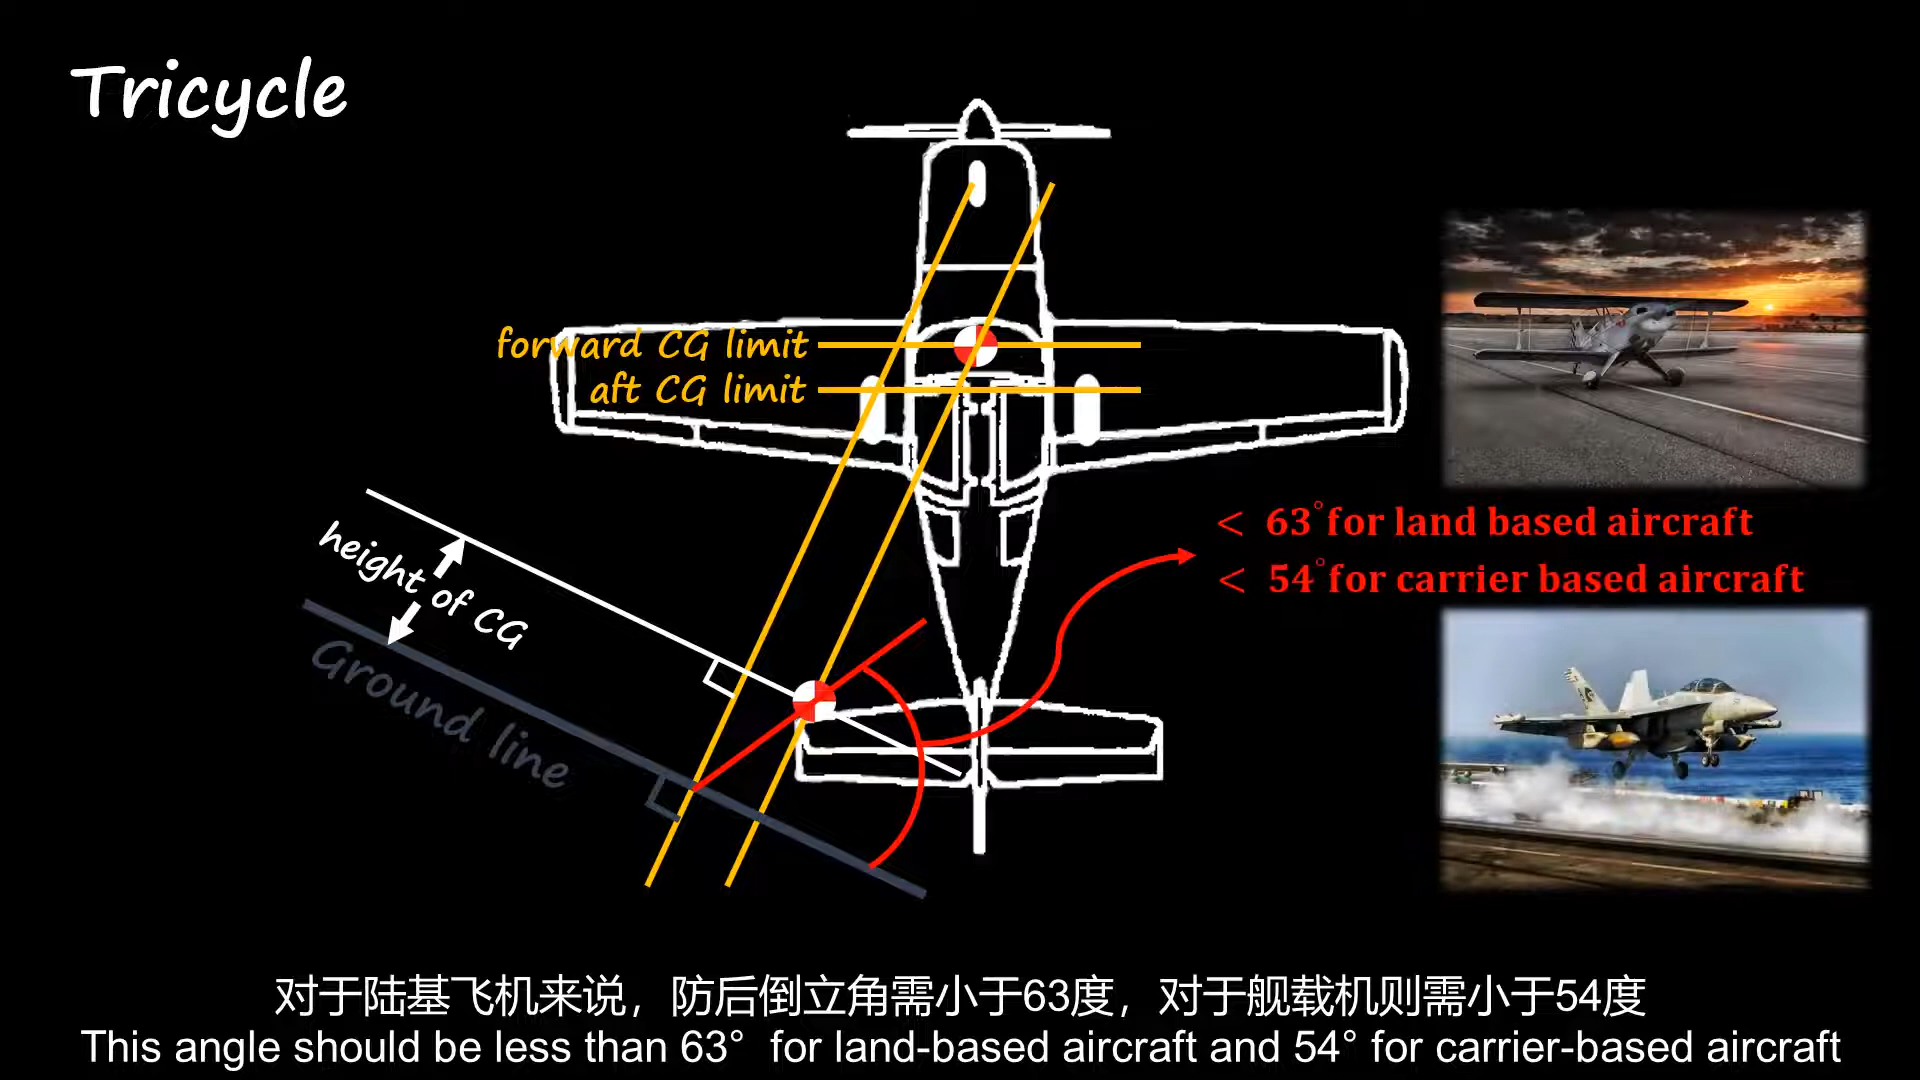 Tricycle
forward CG limit
aft CG limit
height of CG
Ground line
< 63° for land based aircraft
< 54° for carrier based aircraft
对于陆基飞机来说，防后倒立角需小于63度，对于舰载机则需小于54度
This angle should be less than 63° for land-based aircraft and 54° for carrier-based aircraft